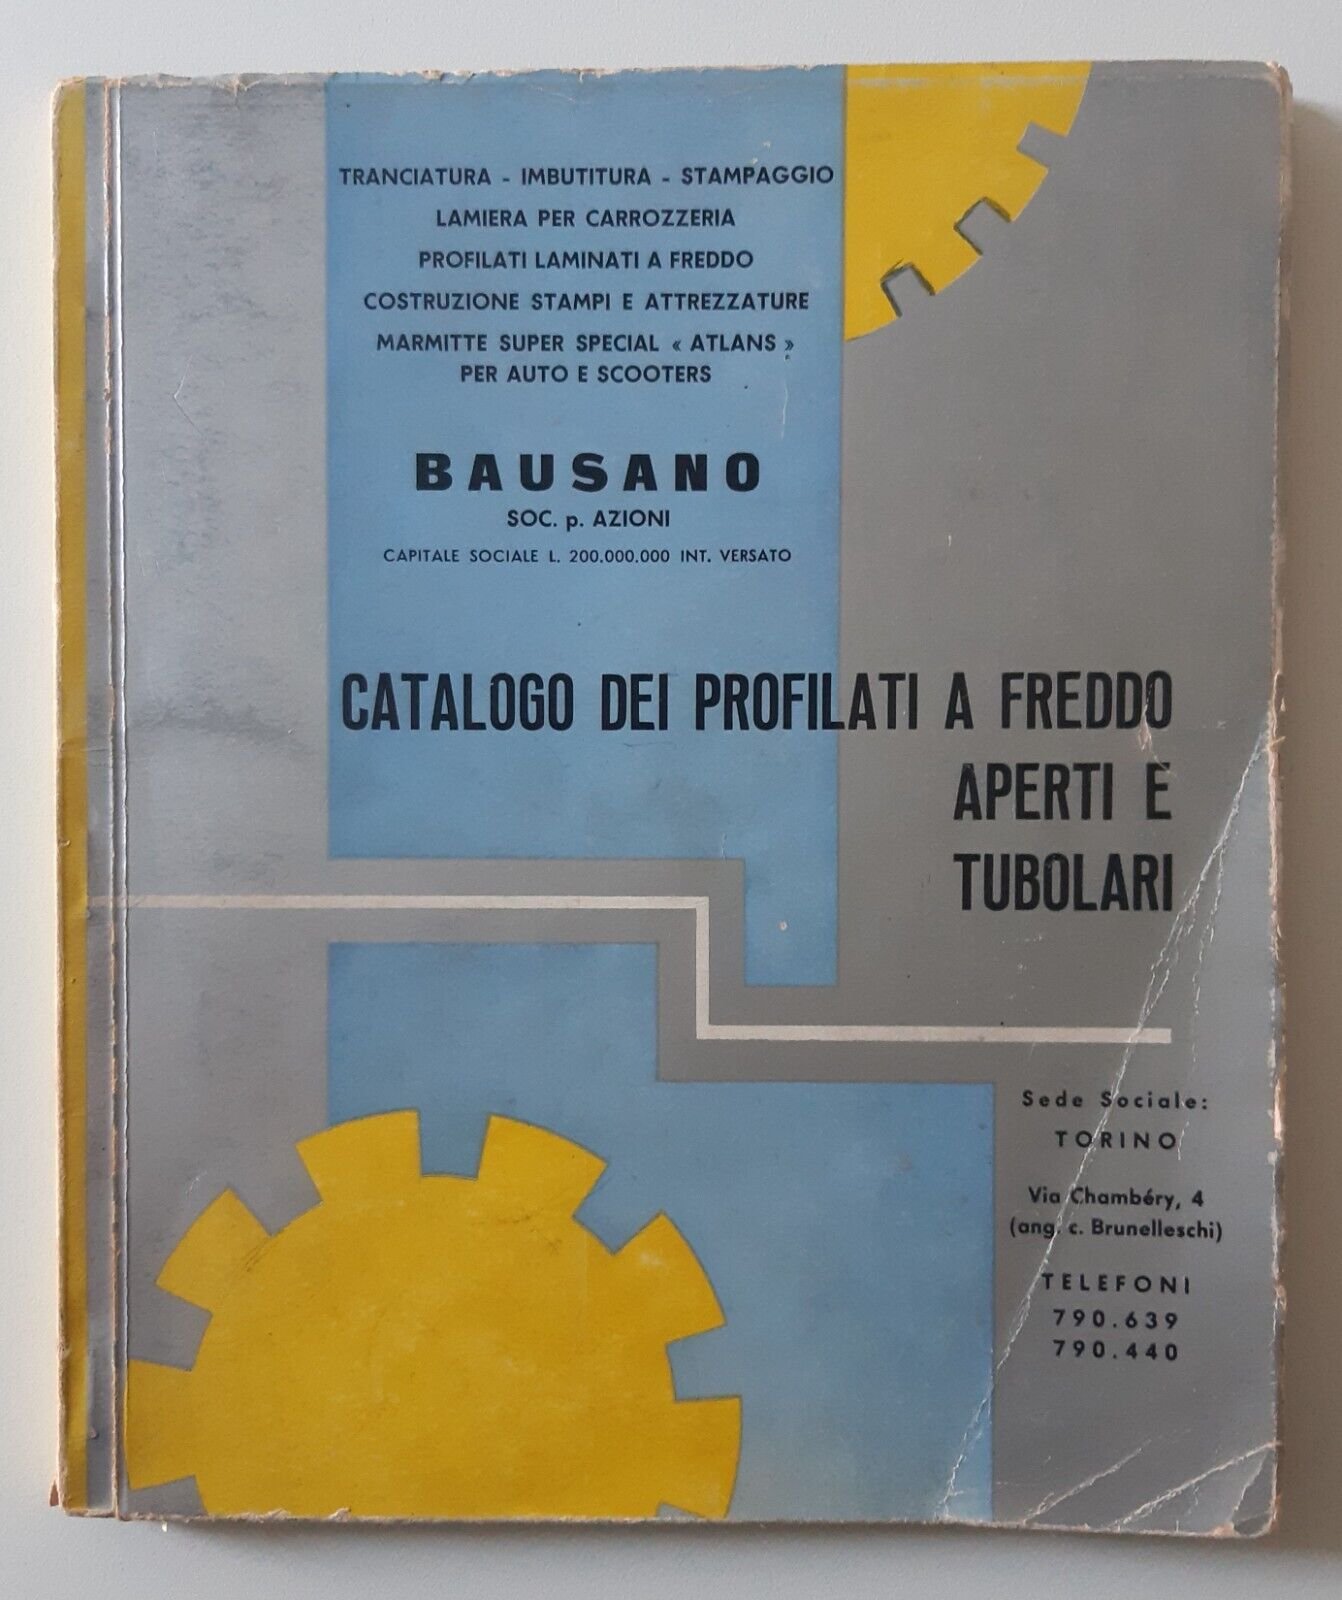 TRANCIATURA - IMBUTITURA - STAMPAGGIO
LAMIERA PER CARROZZERIA
PROFILATI LAMINATI A FREDDO
COSTRUZIONE STAMPI E ATTREZZATURE
MARMITTE SUPER SPECIAL « ATLANS »
PER AUTO E SCOOTERS
BAUSANO
SOC. p. AZIONI
CAPITALE SOCIALE L. 200.000.000 INT. VERSATO
CATALOGO DEI PROFILATI A FREDDO
APERTI E
TUBOLARI
Sede Sociale:
TORINO
Via Chambéry, 4
(ang. c. Brunelleschi)
TELEFONI
790.639
790.440